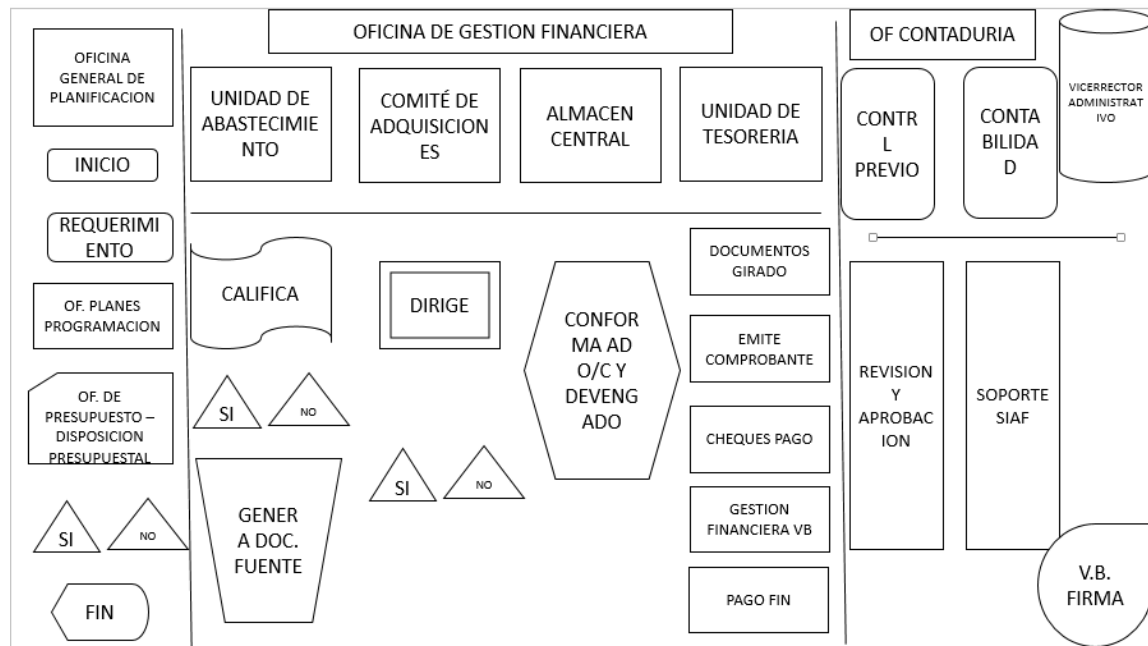 OFICINA DE GESTION FINANCIERA
OF CONTADURIA
OFICINA
GENERAL DE
PLANIFICACION
UNIDAD DE
ABASTECIMIE
NTO
COMITÉ DE
ADQUISICION
ES
ALMACEN
CENTRAL
UNIDAD DE
TESORERIA
CONTR
L
PREVIO
CONTA
BILIDA
D
VICERRECTOR
ADMINISTRAT
IVO
INICIO
REQUERIMI
ENTO
OF. PLANES
PROGRAMACION
OF. DE
PRESUPUESTO –
DISPOSICION
PRESUPUESTAL
SI
NO
FIN
CALIFICA
SI
NO
GENER
A DOC.
FUENTE
DIRIGE
SI
NO
CONFOR
MA AD
O/C Y
DEVENG
ADO
DOCUMENTOS
GIRADO
EMITE
COMPROBANTE
CHEQUES PAGO
GESTION
FINANCIERA VB
PAGO FIN
REVISION
Y
APROBAC
ION
SOPORTE
SIAF
V.B.
FIRMA